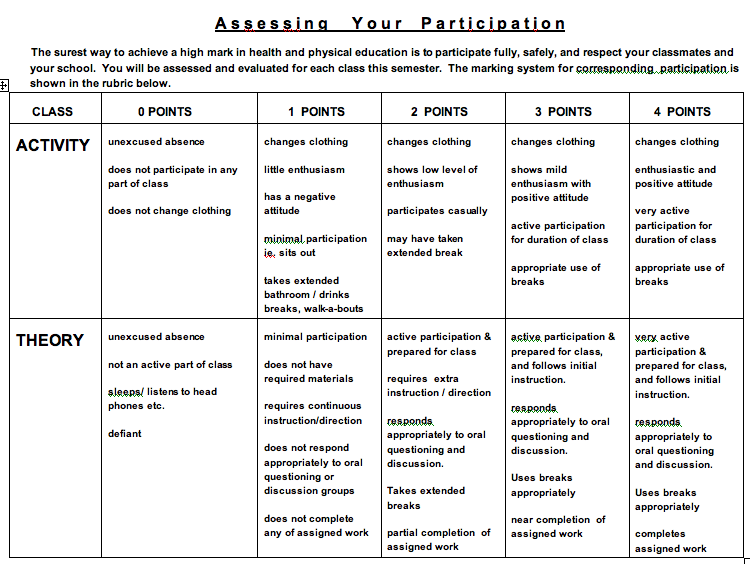 Assessing Your Participation
The surest way to achieve a high mark in health and physical education is to participate fully, safely, and respect your classmates and
your school. You will be assessed and evaluated for each class this semester. The marking system for corresponding participation is
shown in the rubric below.
CLASS
0 POINTS
1 POINTS
2 POINTS
3 POINTS
4 POINTS
ACTIVITY
unexcused absence
does not participate in any
part of class
does not change clothing
changes clothing
little enthusiasm
has a negative
attitude
minimal participation
ie. sits out
takes extended
bathroom / drinks
breaks, walk-a-bouts
changes clothing
shows low level of
enthusiasm
participates casually
may have taken
extended break
changes clothing
shows mild
enthusiasm with
positive attitude
active participation
for duration of class
appropriate use of
breaks
changes clothing
enthusiastic and
positive attitude
very active
participation for
duration of class
appropriate use of
breaks
THEORY
unexcused absence
not an active part of class
sleeps/ listens to head
phones etc.
defiant
minimal participation
does not have
required materials
requires continuous
instruction/direction
does not respond
appropriately to oral
questioning or
discussion groups
does not complete
any of assigned work
active participation &
prepared for class
requires extra
instruction / direction
responds
appropriately to oral
questioning and
discussion.
Takes extended
breaks
partial completion of
assigned work
active participation &
prepared for class,
and follows initial
instruction.
responds
appropriately to oral
questioning and
discussion.
Uses breaks
appropriately
near completion of
assigned work
very active
participation &
prepared for class,
and follows initial
instruction.
responds
appropriately to
oral questioning
and discussion.
Uses breaks
appropriately
completes
assigned work